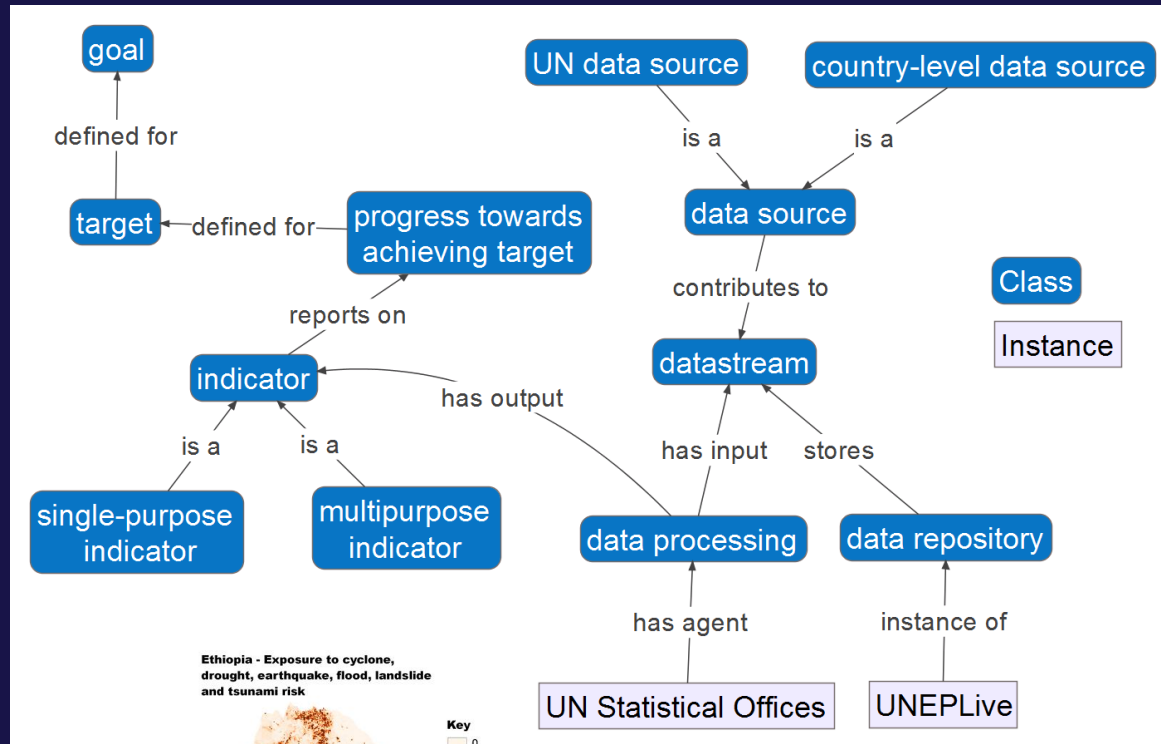 goal
UN data source
country-level data source
defined for
is a
is a
target
defined for
progress towards
achieving target
data source
contributes to
Class
Instance
reports on
indicator
datastream
has output
is a
is a
has input
stores
single-purpose
indicator
multipurpose
indicator
data processing
data repository
has agent
instance of
UN Statistical Offices
UNEPLive
Ethiopia - Exposure to cyclone,
drought, earthquake, flood, landslide
and tsunami risk
Key
0